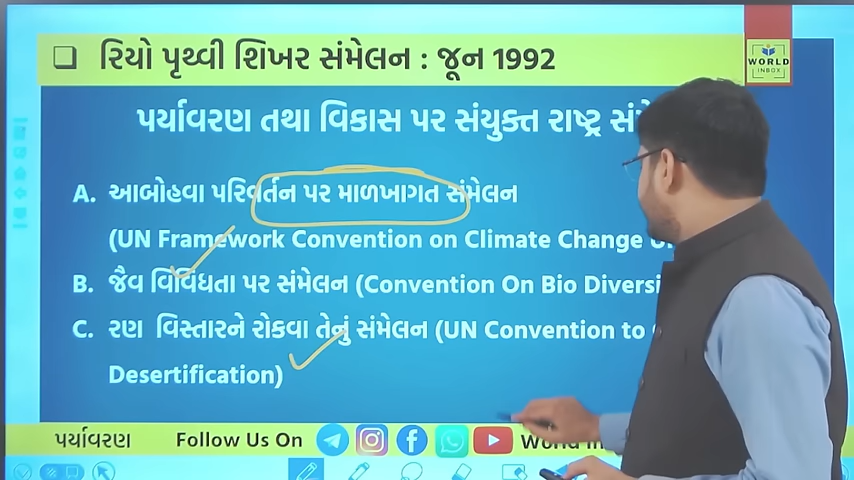 ❑ રિયો પૃથ્વી શિખર સંમેલન : જૂન 1992
WORLD
INBOX
પર્યાવરણ તથા વિકાસ પર સંયુક્ત રાષ્ટ્ર
A. આબોહવા પરિવર્તન પર માળખાગત સંમેલન
(UN Framework Convention on Climate Change
B. જૈવ વિવિધતા પર સંમેલન (Convention On Bio
C. રણ વિસ્તારને રોકવા તેનું સંમેલન (UN Convention to
Desertification)
પર્યાવરણ Follow Us On